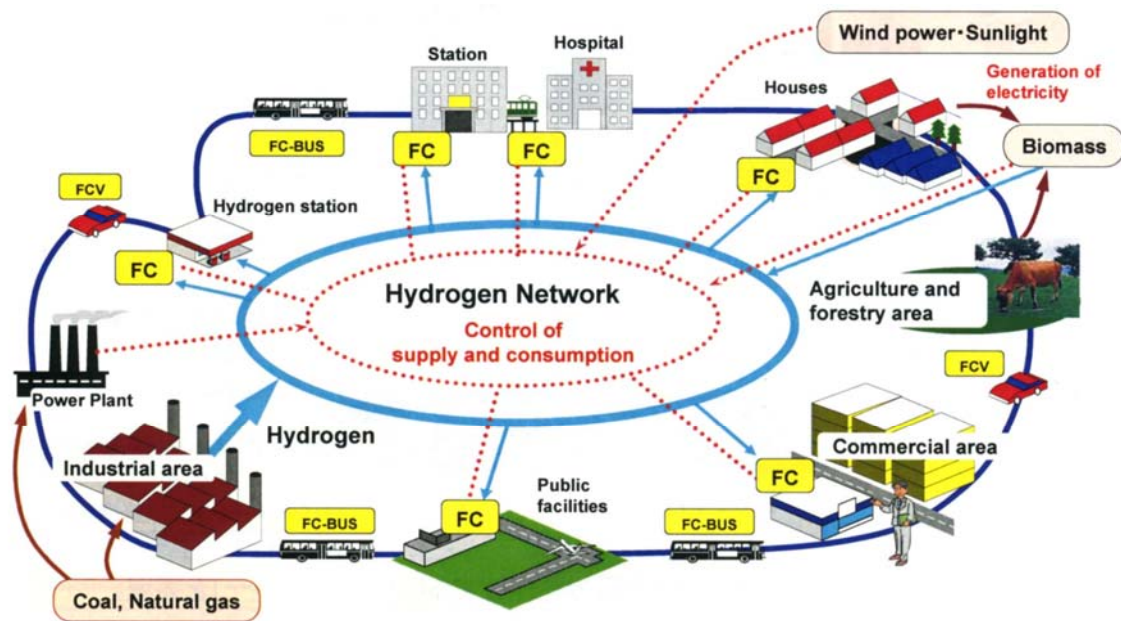 Wind power・Sunlight
Hospital
Station
Generation of
electricity
Houses
FC-BUS
FC
FC
FC
Biomass
FCV
Hydrogen station
FC
Hydrogen Network
Control of
supply and consumption
Agriculture and
forestry area
FCV
Power Plant
Hydrogen
Industrial area
Commercial area
FC
Public
facilities
FC
FC-BUS
FC-BUS
Coal, Natural gas